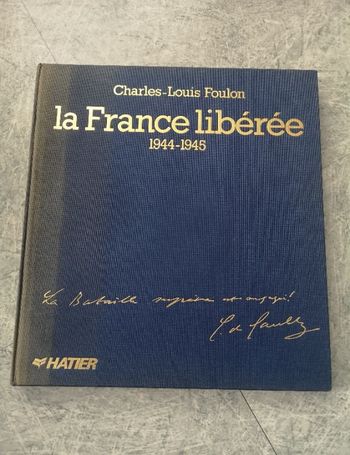 Charles-Louis Foulon
la France libérée
1944-1945
La Bataille suprême est engagée!
C. de Gaulle
HATIER